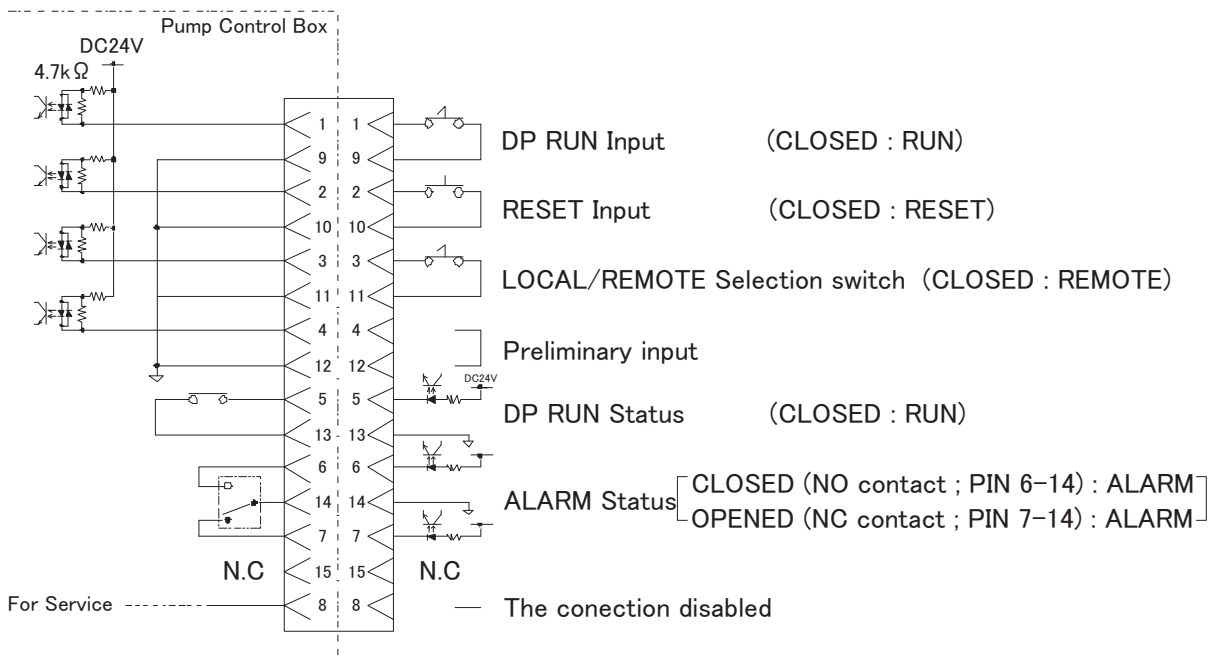 Pump Control Box
DC24V
4.7kΩ
1 1 DP RUN Input (CLOSED : RUN)
9 9
2 2 RESET Input (CLOSED : RESET)
10 10
3 3 LOCAL/REMOTE Selection switch (CLOSED : REMOTE)
11 11
4 4 Preliminary input
12 12
DC24V
5 5 DP RUN Status (CLOSED : RUN)
13 13
6 6 CLOSED (NO contact ; PIN 6-14) : ALARM
14 14 ALARM Status
7 7 OPENED (NC contact ; PIN 7-14) : ALARM
N.C 15 15 N.C
For Service 8 8 — The conection disabled